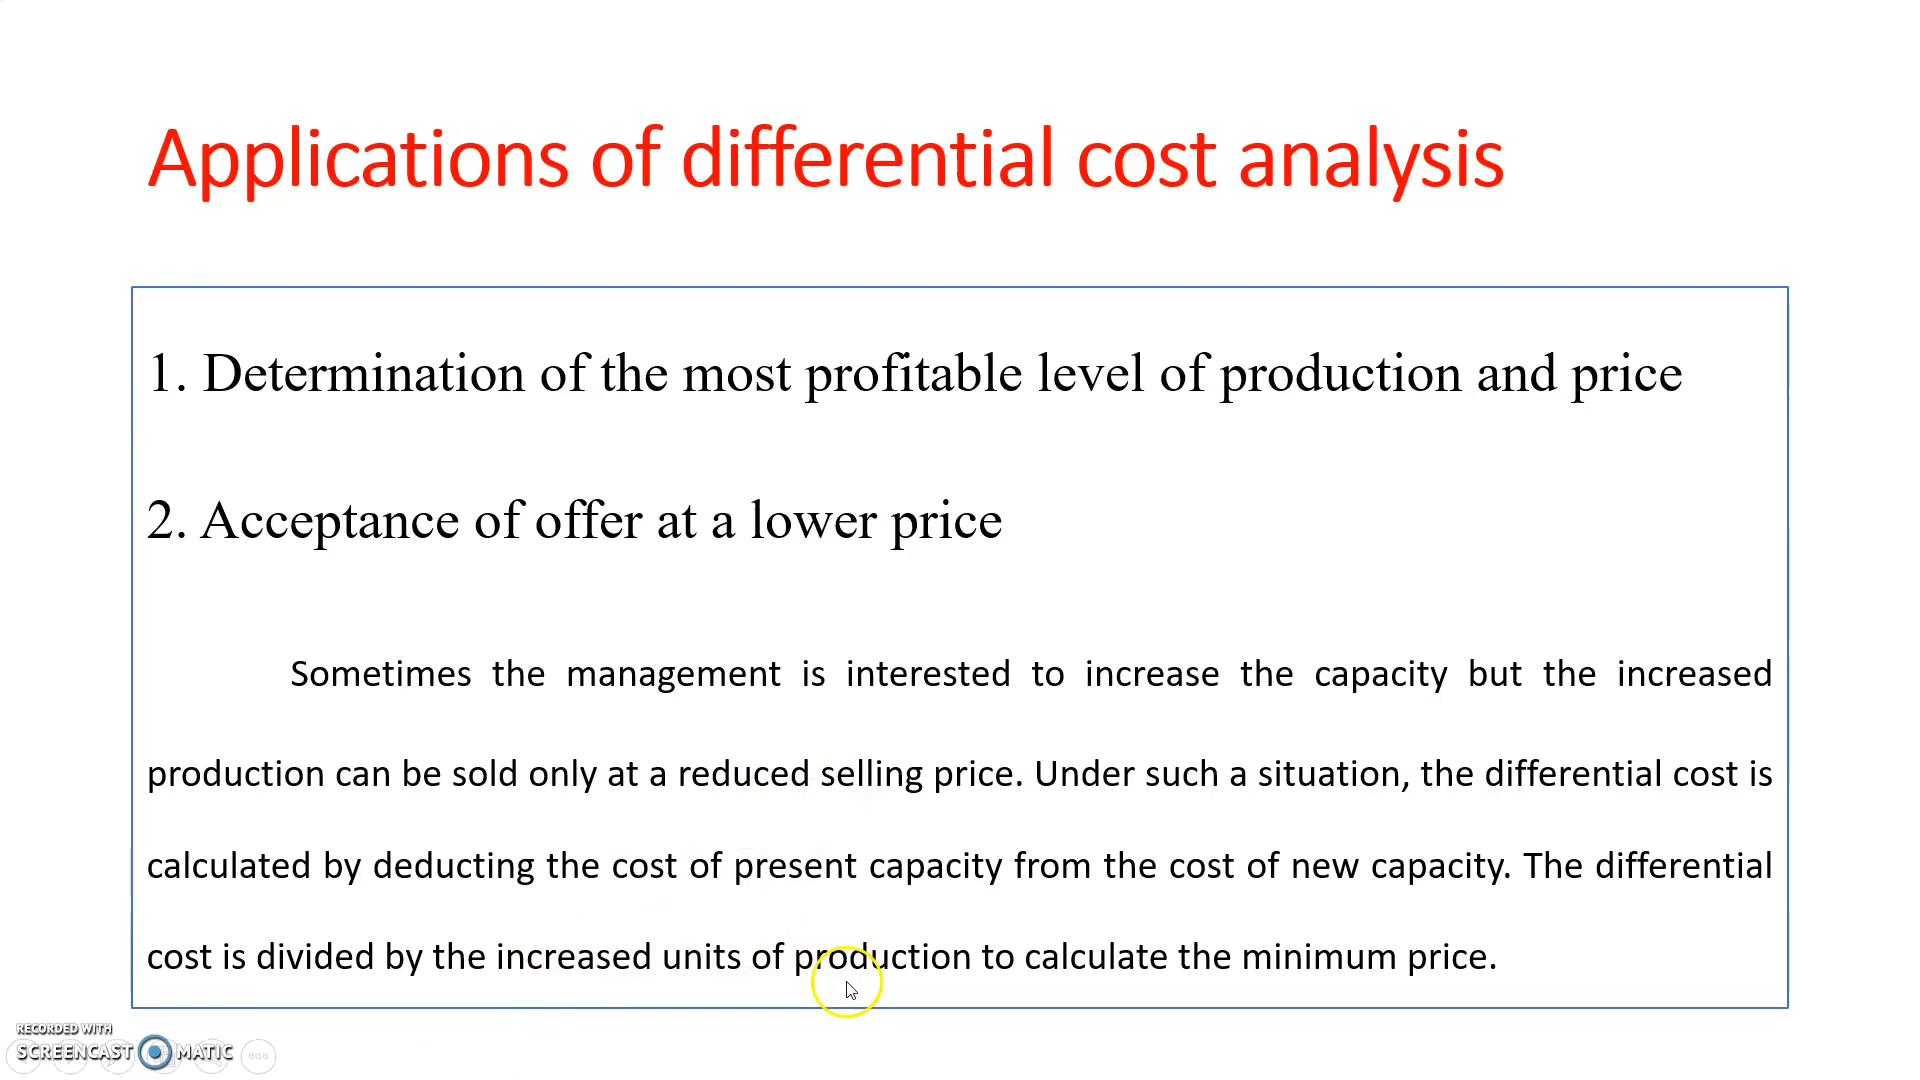 Applications of differential cost analysis
1. Determination of the most profitable level of production and price
2. Acceptance of offer at a lower price
Sometimes the management is interested to increase the capacity but the increased
production can be sold only at a reduced selling price. Under such a situation, the differential cost is
calculated by deducting the cost of present capacity from the cost of new capacity. The differential
cost is divided by the increased units of production to calculate the minimum price.
RECORDED WITH
SCREENCAST MATIC